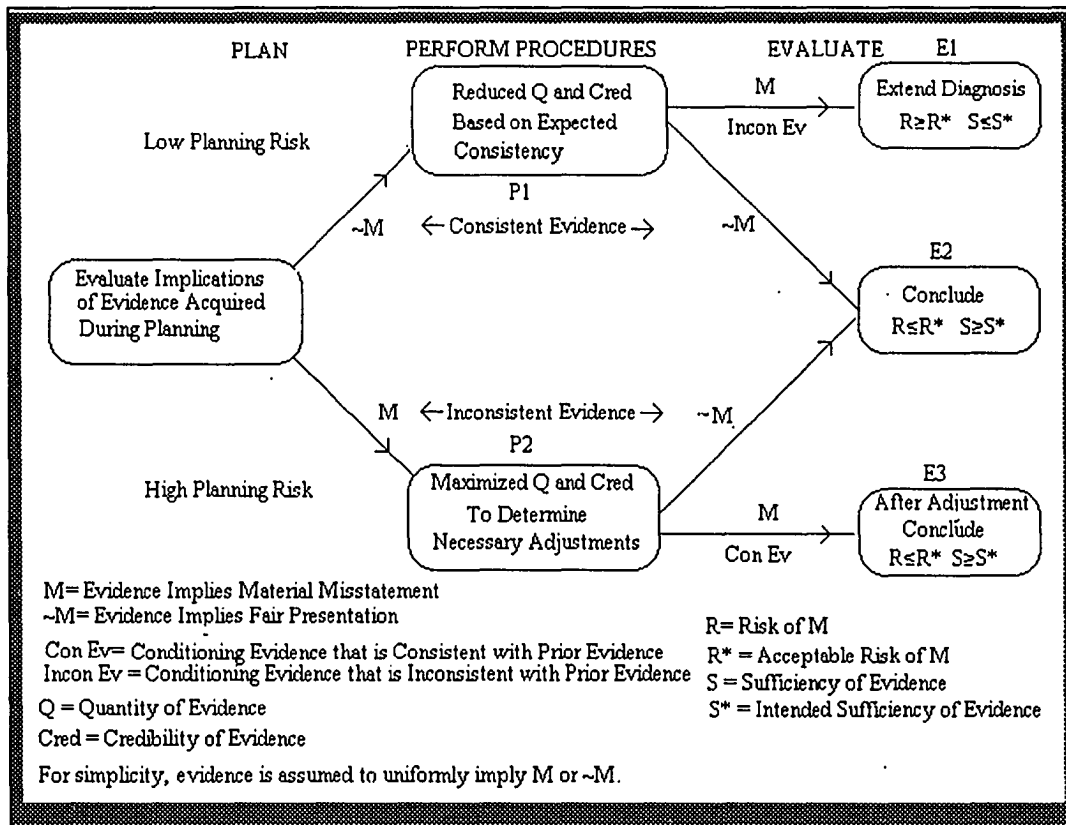 PLAN
PERFORM PROCEDURES
EVALUATE
E1
Reduced Q and Cred
Based on Expected
Consistency
M
Incon Ev
Extend Diagnosis
R≥R* S≤S*
Low Planning Risk
P1
~M
← Consistent Evidence →
~M
E2
Evaluate Implications
of Evidence Acquired
During Planning
Conclude
R≤R* S≥S*
M
← Inconsistent Evidence →
~M
P2
High Planning Risk
Maximized Q and Cred
To Determine
Necessary Adjustments
M
Con Ev
E3
After Adjustment
Conclude
R≤R* S≥S*
M= Evidence Implies Material Misstatement
~M= Evidence Implies Fair Presentation
Con Ev= Conditioning Evidence that is Consistent with Prior Evidence
Incon Ev = Conditioning Evidence that is Inconsistent with Prior Evidence
Q = Quantity of Evidence
Cred = Credibility of Evidence
R= Risk of M
R* = Acceptable Risk of M
S = Sufficiency of Evidence
S* = Intended Sufficiency of Evidence
For simplicity, evidence is assumed to uniformly imply M or ~M.